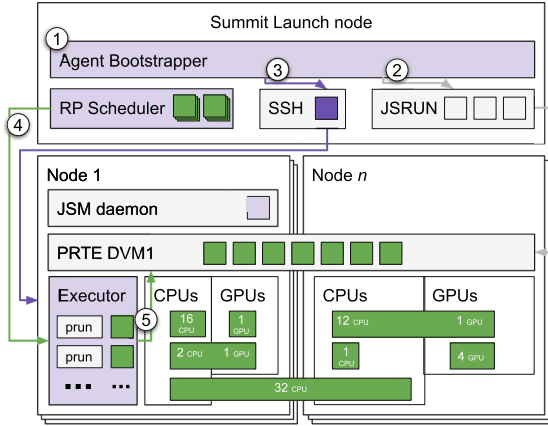 Summit Launch node
1
Agent Bootstrapper
3
2
4
RP Scheduler
SSH
JSRUN
Node 1
Node n
JSM daemon
PRTE DVM1
Executor
CPUs
GPUs
CPUs
GPUs
prun
5
16
CPU
1
GPU
12 CPU
1 GPU
prun
2 CPU
1 GPU
1
CPU
4 GPU
...
...
32 CPU